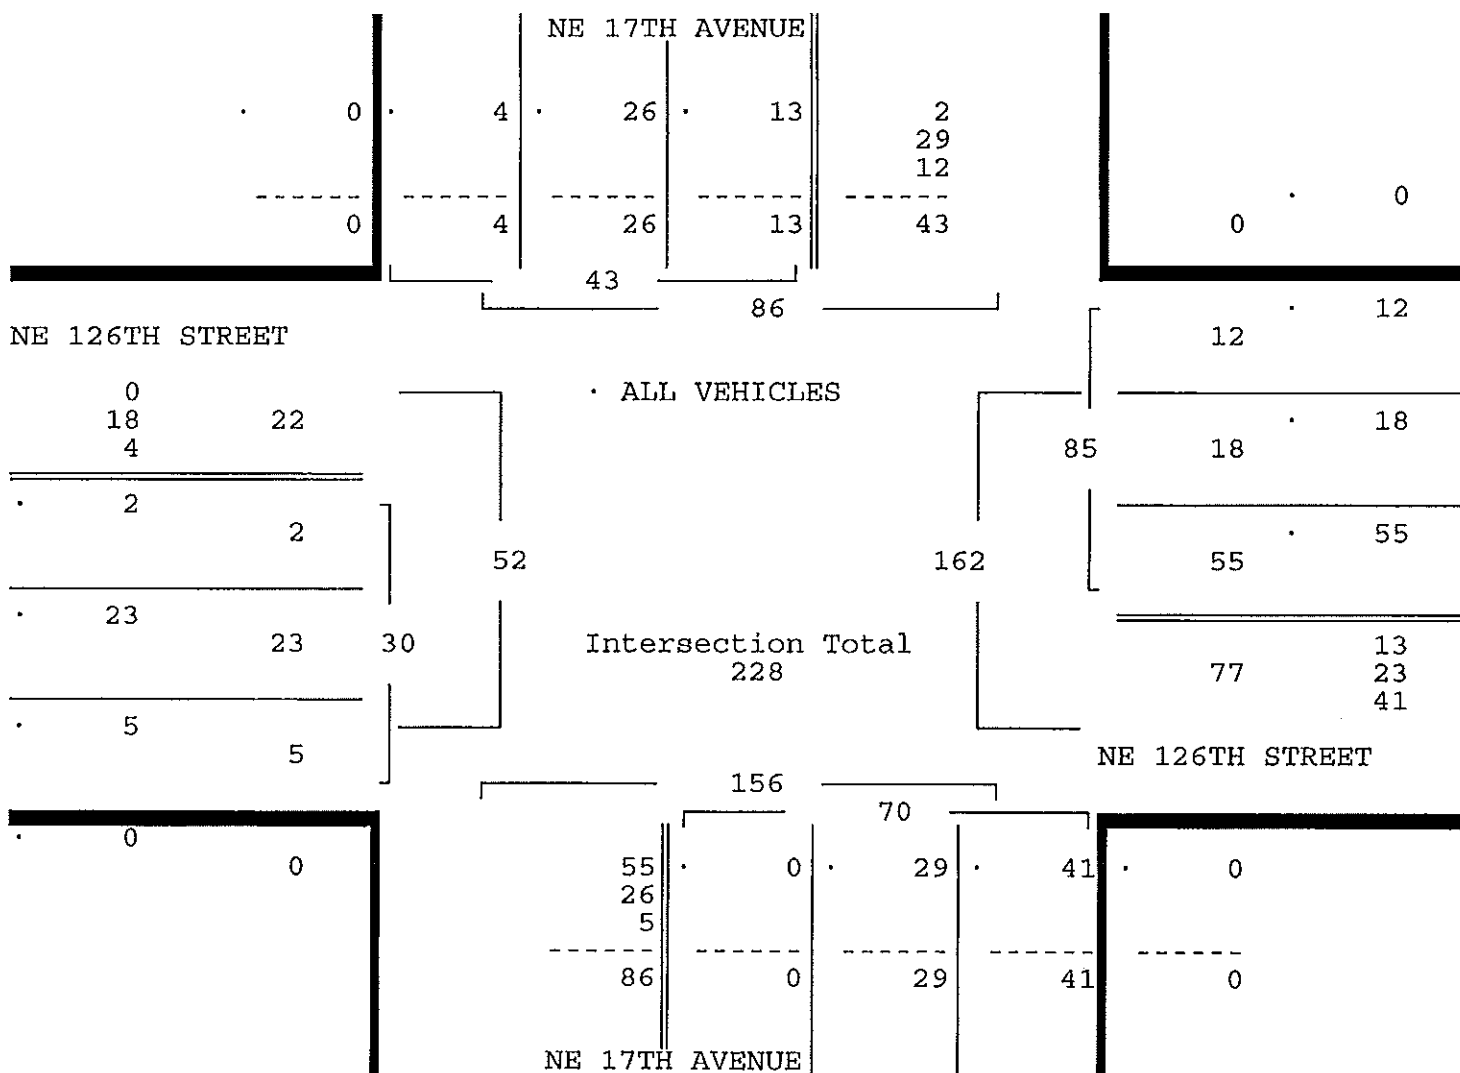 NE 17TH AVENUE
· 0 · 4 · 26 · 13 2
29
12
------ ------ ------ ------ ------ · 0
0 4 26 13 43 0
43
86 · 12
NE 126TH STREET 12
0 · ALL VEHICLES
18 22 · 18
4 85 18
· 2
2 · 55
52 162 55
· 23
23 30 Intersection Total 13
228 77 23
41
· 5
5 NE 126TH STREET
156
70
· 0
0 55 · 0 · 29 · 41 · 0
26
5
------ ------ ------ ------ ------
86 0 29 41 0
NE 17TH AVENUE